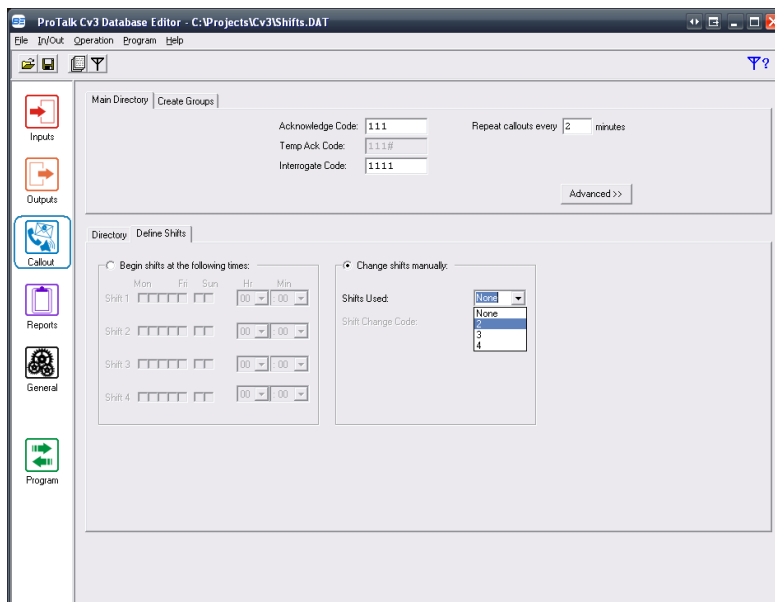 ProTalk Cv3 Database Editor - C:\Projects\Cv3\Shifts.DAT
File In/Out Operation Program Help
?
Inputs
Outputs
Callout
Reports
General
Program
Main Directory Create Groups
Acknowledge Code: 111 Repeat callouts every 2 minutes
Temp Ack Code: 111#
Interrogate Code: 1111
Advanced >>
Directory Define Shifts
Begin shifts at the following times:
Mon Fri Sun Hr Min
Shift 1 00 : 00
Shift 2 00 : 00
Shift 3 00 : 00
Shift 4 00 : 00
Change shifts manually:
Shifts Used: None
None
2
3
4
Shift Change Code: